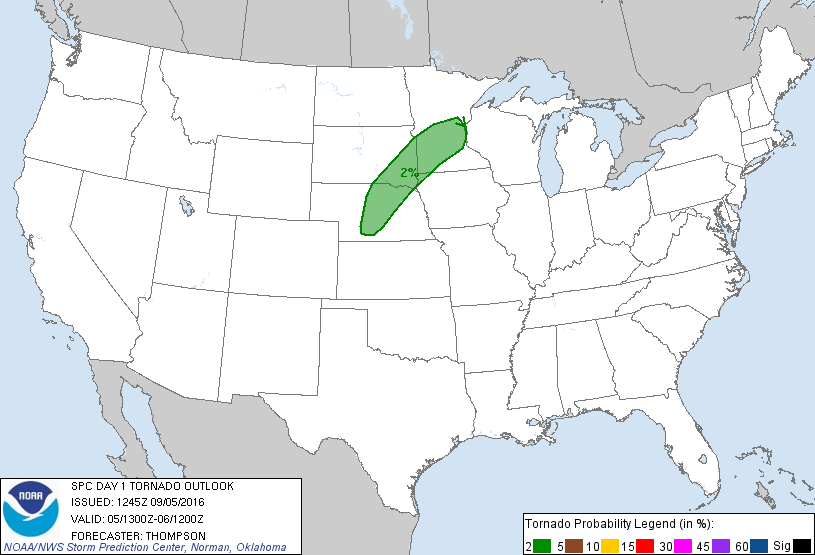 2%
NOAA
SPC DAY 1 TORNADO OUTLOOK
ISSUED: 1245Z 09/05/2016
VALID: 05/1300Z-06/1200Z
FORECASTER: THOMPSON
NOAA/NWS Storm Prediction Center, Norman, Oklahoma
Tornado Probability Legend (in %):
2 5 10 15 30 45 60 Sig